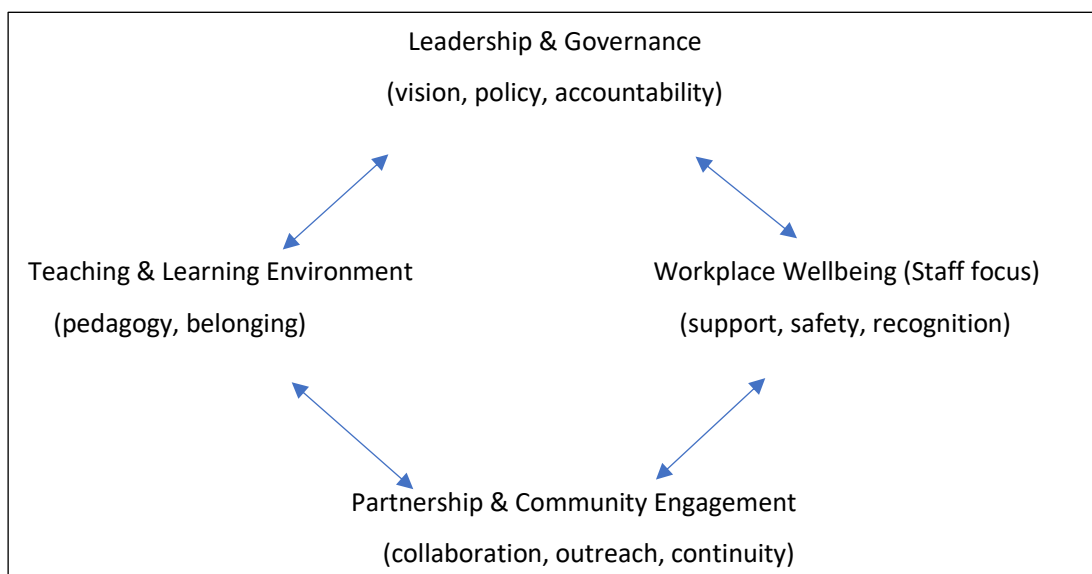 Leadership & Governance
(vision, policy, accountability)
Teaching & Learning Environment
(pedagogy, belonging)
Workplace Wellbeing (Staff focus)
(support, safety, recognition)
Partnership & Community Engagement
(collaboration, outreach, continuity)